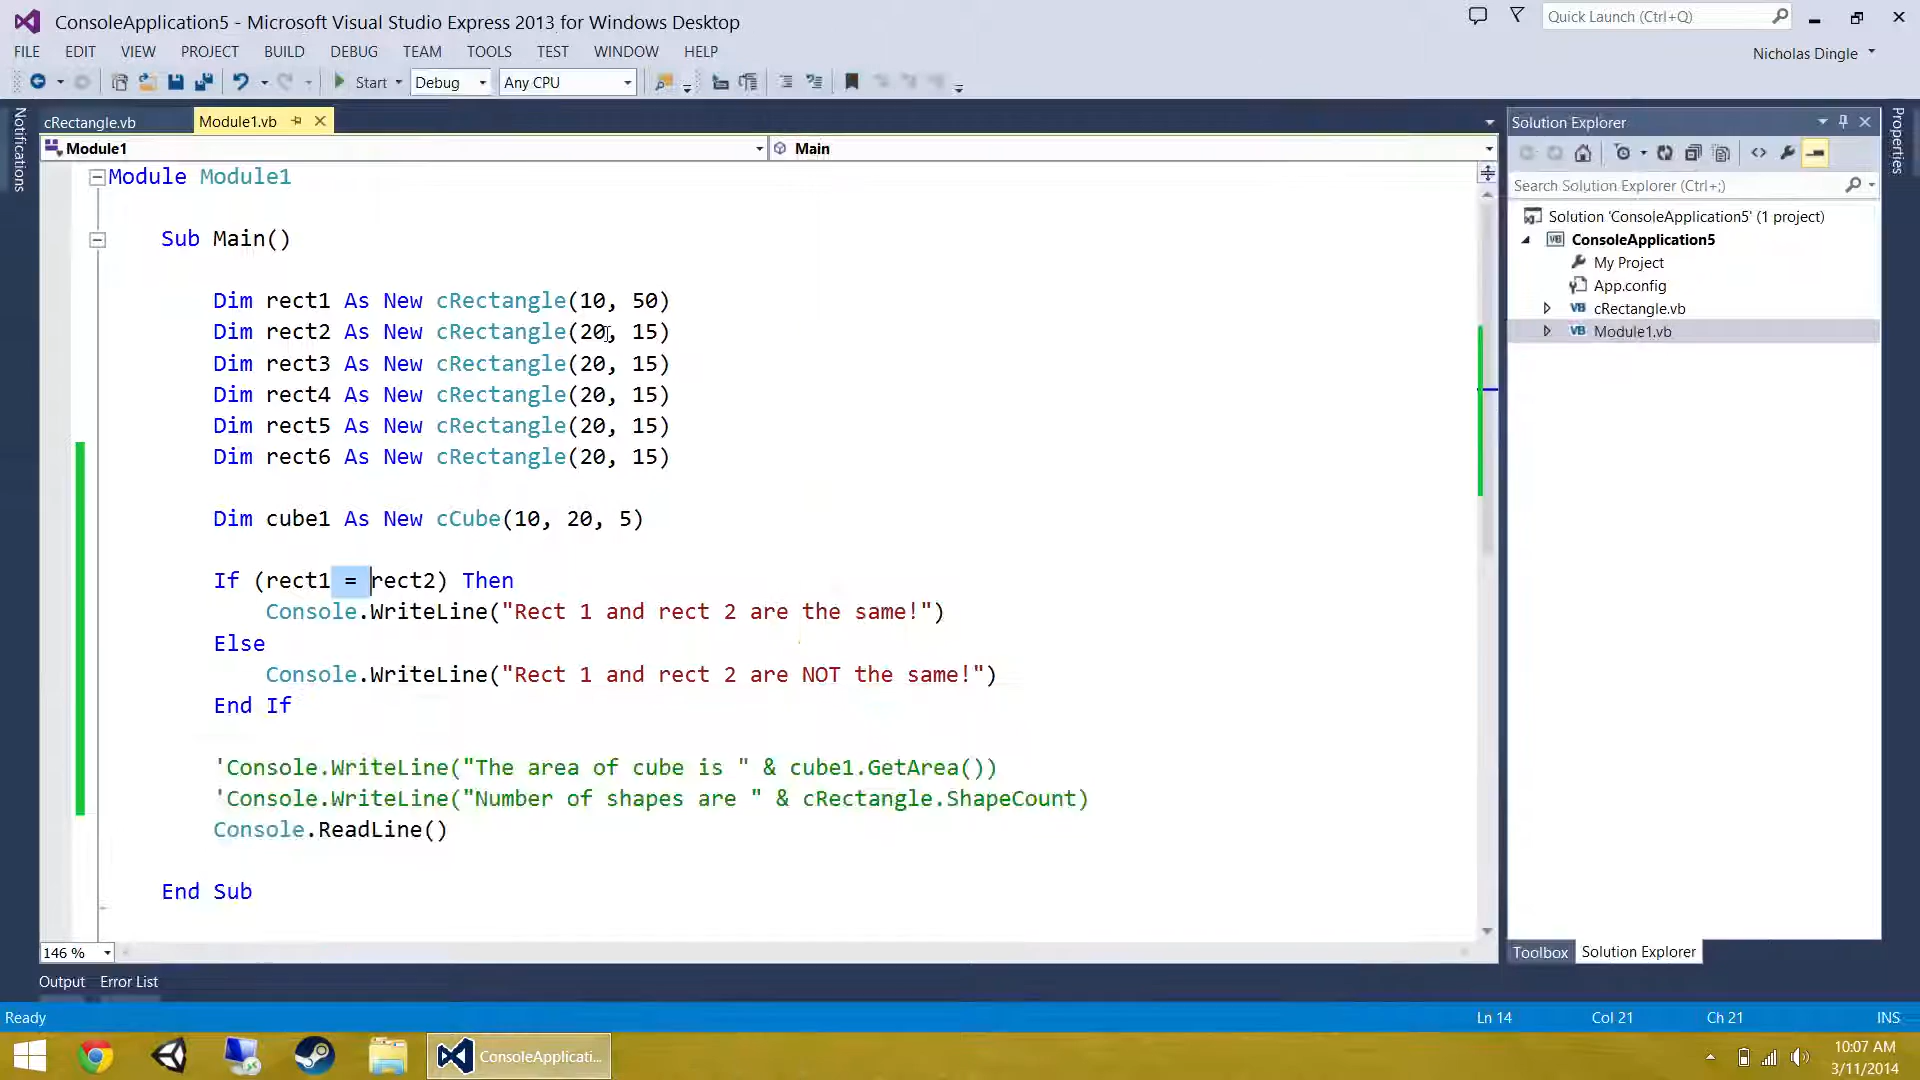 ConsoleApplication5 - Microsoft Visual Studio Express 2013 for Windows Desktop
Quick Launch (Ctrl+Q)
FILE EDIT VIEW PROJECT BUILD DEBUG TEAM TOOLS TEST WINDOW HELP
Nicholas Dingle
Start Debug Any CPU
Notifications
cRectangle.vb Module1.vb
Module1 Main
Module Module1
Sub Main()
Dim rect1 As New cRectangle(10, 50)
Dim rect2 As New cRectangle(20, 15)
Dim rect3 As New cRectangle(20, 15)
Dim rect4 As New cRectangle(20, 15)
Dim rect5 As New cRectangle(20, 15)
Dim rect6 As New cRectangle(20, 15)
Dim cube1 As New cCube(10, 20, 5)
If (rect1 = rect2) Then
Console.WriteLine("Rect 1 and rect 2 are the same!")
Else
Console.WriteLine("Rect 1 and rect 2 are NOT the same!")
End If
'Console.WriteLine("The area of cube is " & cube1.GetArea())
'Console.WriteLine("Number of shapes are " & cRectangle.ShapeCount)
Console.ReadLine()
End Sub
146 %
Solution Explorer
Search Solution Explorer (Ctrl+;)
Solution 'ConsoleApplication5' (1 project)
ConsoleApplication5
My Project
App.config
cRectangle.vb
Module1.vb
Toolbox Solution Explorer
Properties
Output Error List
Ready Ln 14 Col 21 Ch 21 INS
ConsoleApplicati...
10:07 AM
3/11/2014